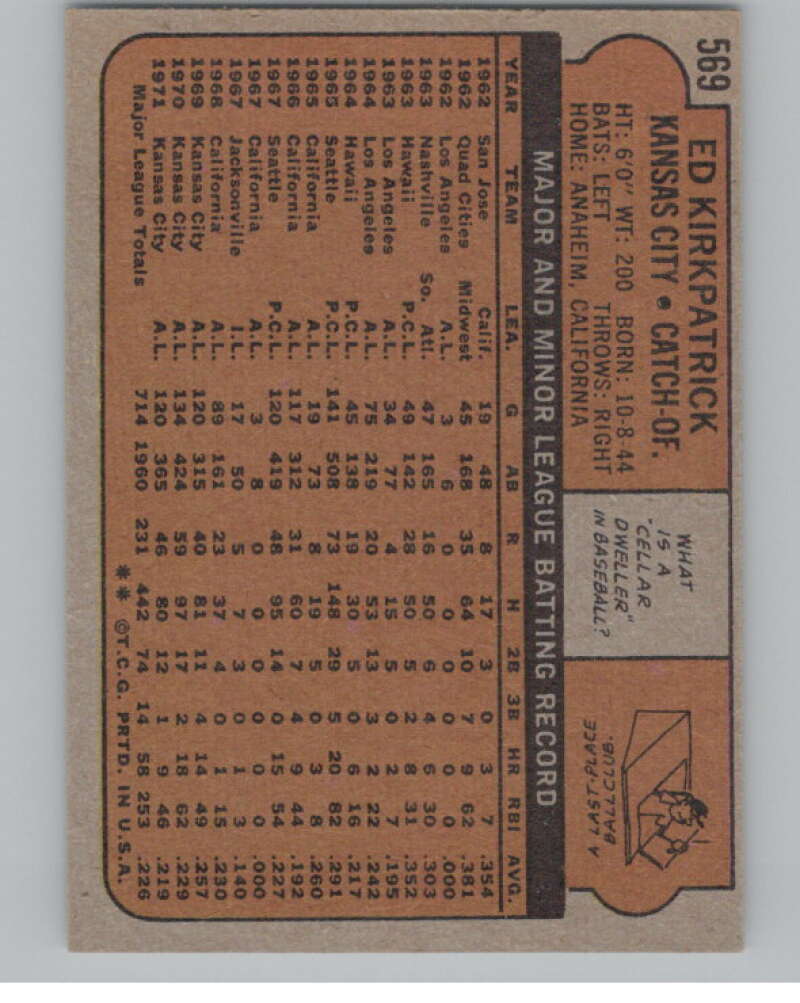 569
ED KIRKPATRICK
KANSAS CITY • CATCH-OF.
HT: 6'0" WT: 200 BORN: 10-8-44
BATS: LEFT THROWS: RIGHT
HOME: ANAHEIM, CALIFORNIA
WHAT
IS A
"CELLAR
DWELLER"
IN BASEBALL?
A LAST-PLACE
BALLCLUB.
MAJOR AND MINOR LEAGUE BATTING RECORD
YEAR TEAM LEA. G AB R H 2B 3B HR RBI AVG.
1962 San Jose Calif. 19 48 8 17 3 0 3 7 .354
1962 Quad Cities Midwest 45 168 35 64 10 7 9 62 .381
1962 Los Angeles A.L. 3 6 0 0 0 0 0 0 .000
1963 Nashville So. Atl. 47 165 16 50 6 4 6 30 .303
1963 Hawaii P.C.L. 49 142 28 50 5 2 8 31 .352
1963 Los Angeles A.L. 34 77 4 15 5 0 2 7 .195
1964 Los Angeles A.L. 75 219 20 53 13 3 2 22 .242
1964 Hawaii P.C.L. 45 138 19 30 5 0 6 16 .217
1965 Seattle P.C.L. 141 508 73 148 29 5 20 82 .291
1965 California A.L. 19 73 8 19 5 0 3 8 .260
1966 California A.L. 117 312 31 60 7 4 9 44 .192
1967 Seattle P.C.L. 120 419 48 95 14 0 15 54 .227
1967 California A.L. 3 8 0 0 0 0 0 0 .000
1967 Jacksonville I.L. 17 50 5 7 3 0 1 3 .140
1968 California A.L. 89 161 23 37 4 0 1 15 .230
1969 Kansas City A.L. 120 315 40 81 11 4 14 49 .257
1970 Kansas City A.L. 134 424 59 97 17 2 18 62 .229
1971 Kansas City A.L. 120 365 46 80 12 1 9 46 .219
Major League Totals 714 1960 231 442 74 14 58 253 .226
** ©T.C.G. PRTD. IN U.S.A.